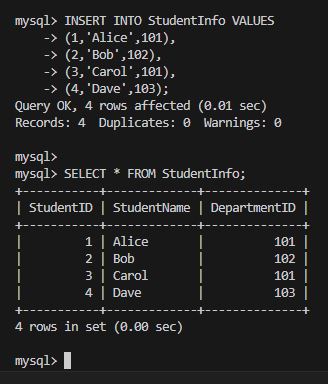 mysql> INSERT INTO StudentInfo VALUES
    -> (1,'Alice',101),
    -> (2,'Bob',102),
    -> (3,'Carol',101),
    -> (4,'Dave',103);
Query OK, 4 rows affected (0.01 sec)
Records: 4  Duplicates: 0  Warnings: 0

mysql>
mysql> SELECT * FROM StudentInfo;
+-----------+-------------+--------------+
| StudentID | StudentName | DepartmentID |
+-----------+-------------+--------------+
|         1 | Alice       |          101 |
|         2 | Bob         |          102 |
|         3 | Carol       |          101 |
|         4 | Dave        |          103 |
+-----------+-------------+--------------+
4 rows in set (0.00 sec)

mysql>